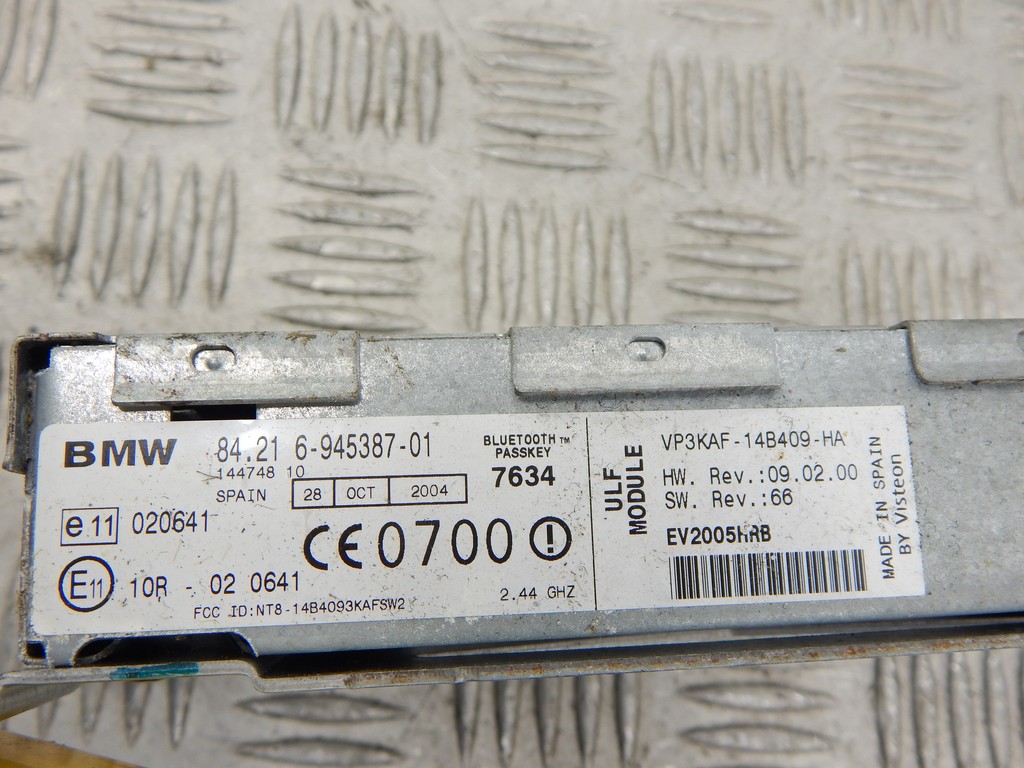 BMW 84.21 6-945387-01
144748 10
SPAIN 28 OCT 2004
BLUETOOTH™
PASSKEY
7634
e11 020641
CE0700
E11 10R - 02 0641
FCC ID:NT8-14B4093KAFSW2
2.44 GHZ
ULF
MODULE
VP3KAF-14B409-HA
HW. Rev.:09.02.00
SW. Rev.:66
MADE IN SPAIN
BY Visteon